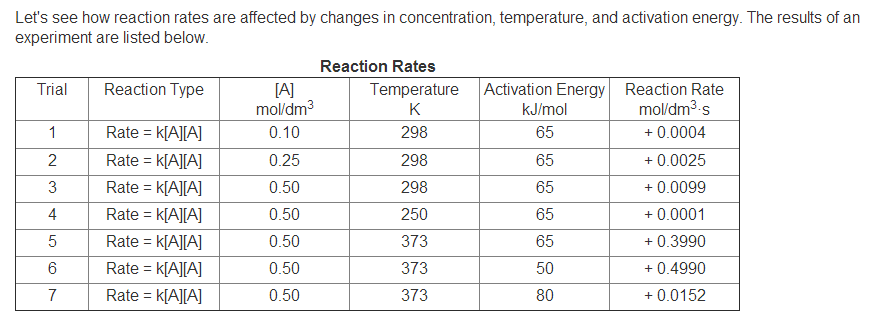 Let's see how reaction rates are affected by changes in concentration, temperature, and activation energy. The results of an
experiment are listed below.
Reaction Rates
Trial Reaction Type [A] Temperature Activation Energy Reaction Rate
mol/dm³ K kJ/mol mol/dm³·s
1 Rate = k[A][A] 0.10 298 65 + 0.0004
2 Rate = k[A][A] 0.25 298 65 + 0.0025
3 Rate = k[A][A] 0.50 298 65 + 0.0099
4 Rate = k[A][A] 0.50 250 65 + 0.0001
5 Rate = k[A][A] 0.50 373 65 + 0.3990
6 Rate = k[A][A] 0.50 373 50 + 0.4990
7 Rate = k[A][A] 0.50 373 80 + 0.0152